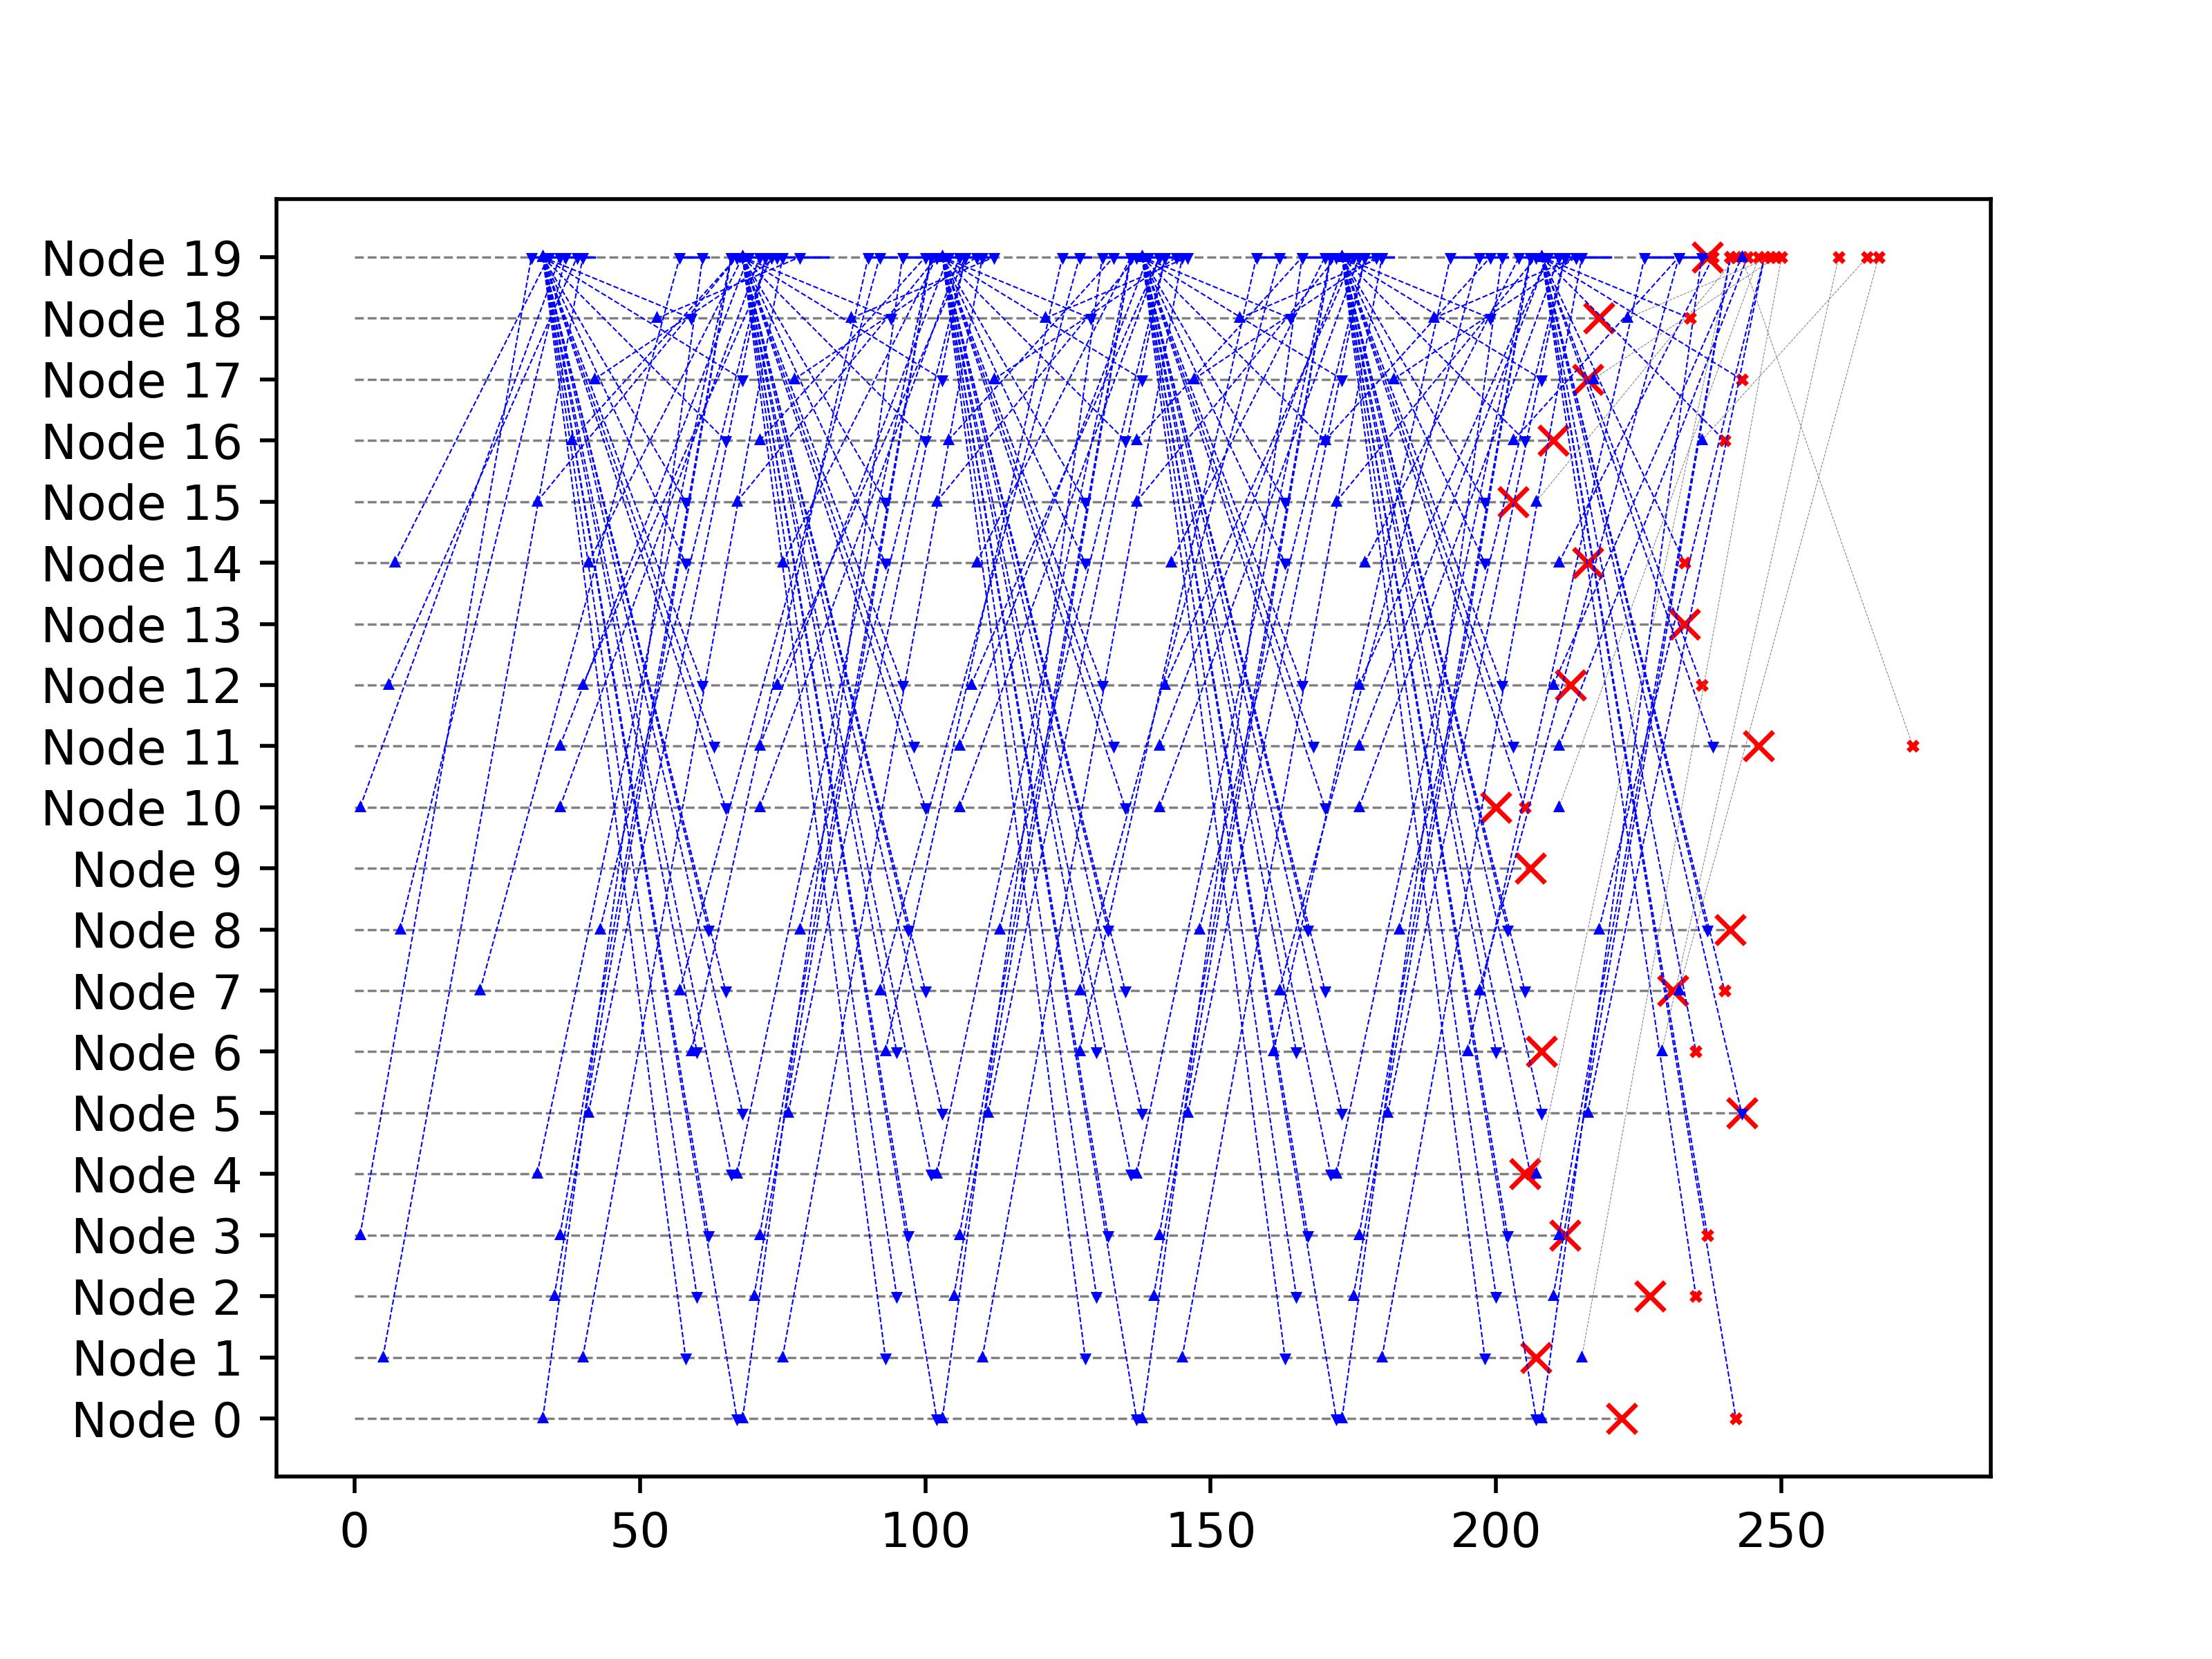 Node 19
Node 18
Node 17
Node 16
Node 15
Node 14
Node 13
Node 12
Node 11
Node 10
Node 9
Node 8
Node 7
Node 6
Node 5
Node 4
Node 3
Node 2
Node 1
Node 0
0 50 100 150 200 250